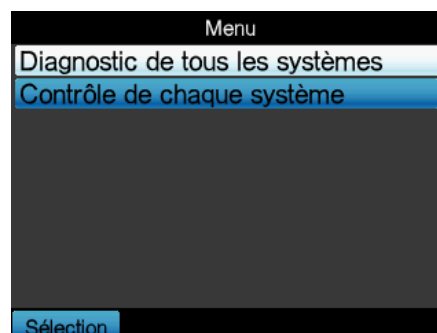 Menu
Diagnostic de tous les systèmes
Contrôle de chaque système
Sélection